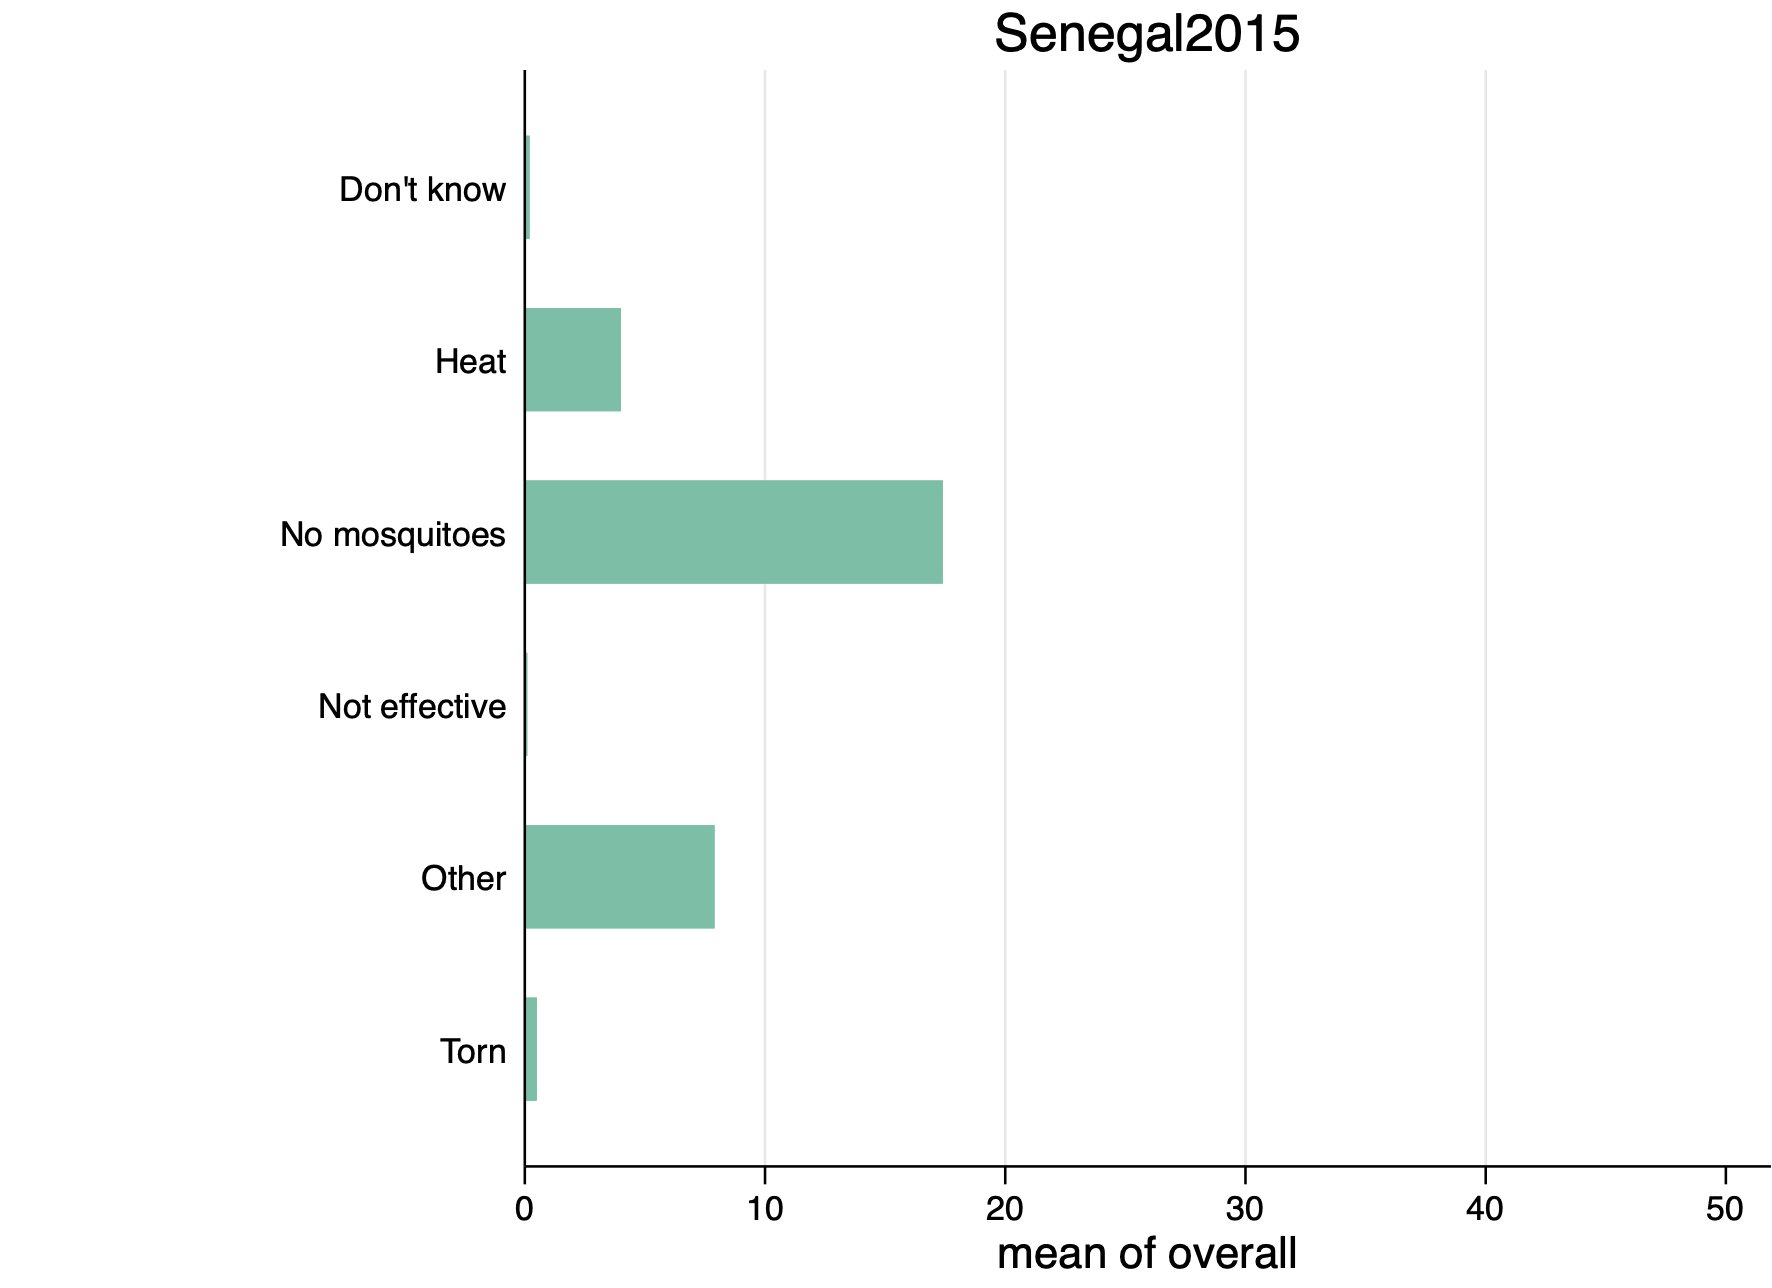 Senegal2015
Don't know
Heat
No mosquitoes
Not effective
Other
Torn
0 10 20 30 40 50
mean of overall